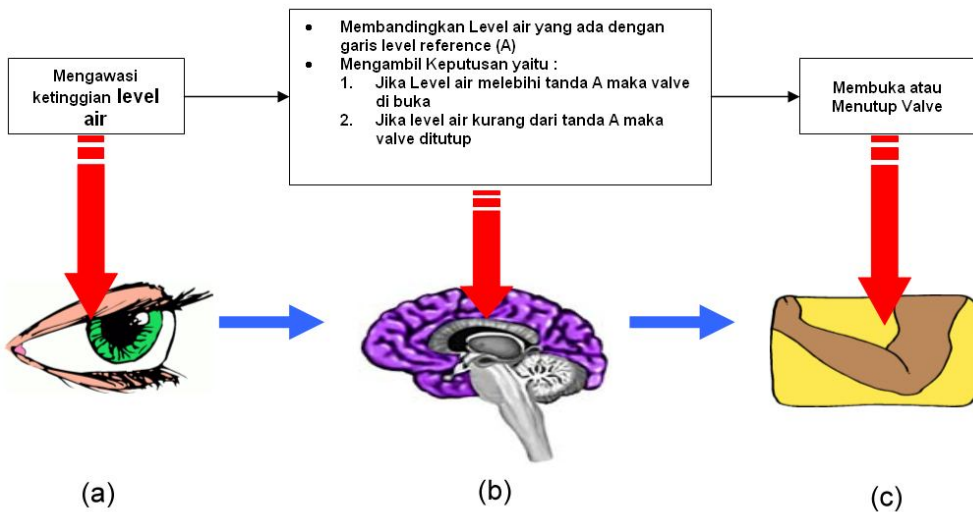 Mengawasi
ketinggian level
air
• Membandingkan Level air yang ada dengan
garis level reference (A)
• Mengambil Keputusan yaitu :
1. Jika Level air melebihi tanda A maka valve
di buka
2. Jika level air kurang dari tanda A maka
valve ditutup
Membuka atau
Menutup Valve
(a)
(b)
(c)